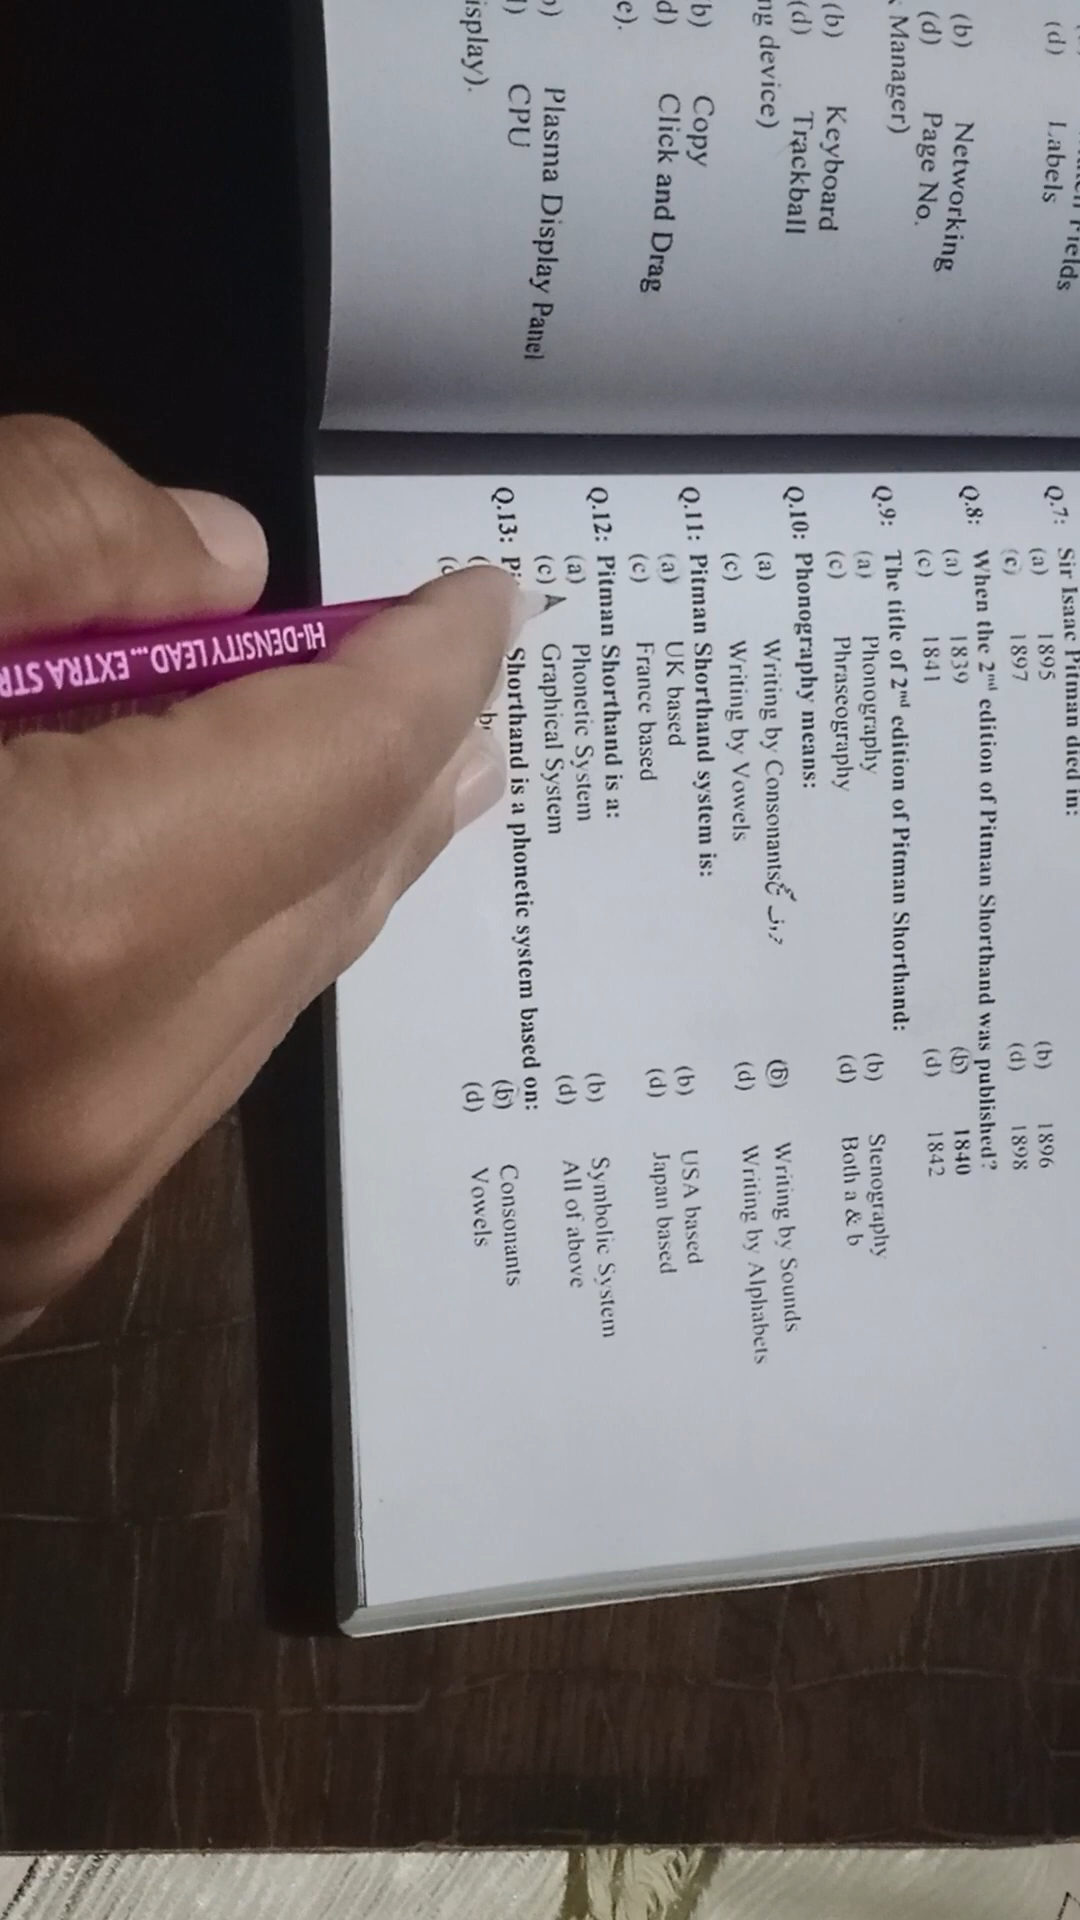 Fields
(d) Labels
(b) Networking
(d) Page No.
Manager)
(b) Keyboard
(d) Trackball
ng device)
b) Copy
d) Click and Drag
e).
Plasma Display Panel
CPU
isplay).
Q.7: Sir Isaac Pitman died in:
(a) 1895 (b) 1896
(c) 1897 (d) 1898
Q.8: When the 2nd edition of Pitman Shorthand was published?
(a) 1839 (b) 1840
(c) 1841 (d) 1842
Q.9: The title of 2nd edition of Pitman Shorthand:
(a) Phonography (b) Stenography
(c) Phraseography (d) Both a & b
Q.10: Phonography means:
(a) Writing by Consonants (b) Writing by Sounds
(c) Writing by Vowels (d) Writing by Alphabets
Q.11: Pitman Shorthand system is:
(a) UK based (b) USA based
(c) France based (d) Japan based
Q.12: Pitman Shorthand is a:
(a) Phonetic System (b) Symbolic System
(c) Graphical System (d) All of above
Q.13: Shorthand is a phonetic system based on:
(b) Consonants
(d) Vowels
HI-DENSITY LEAD...EXTRA STR